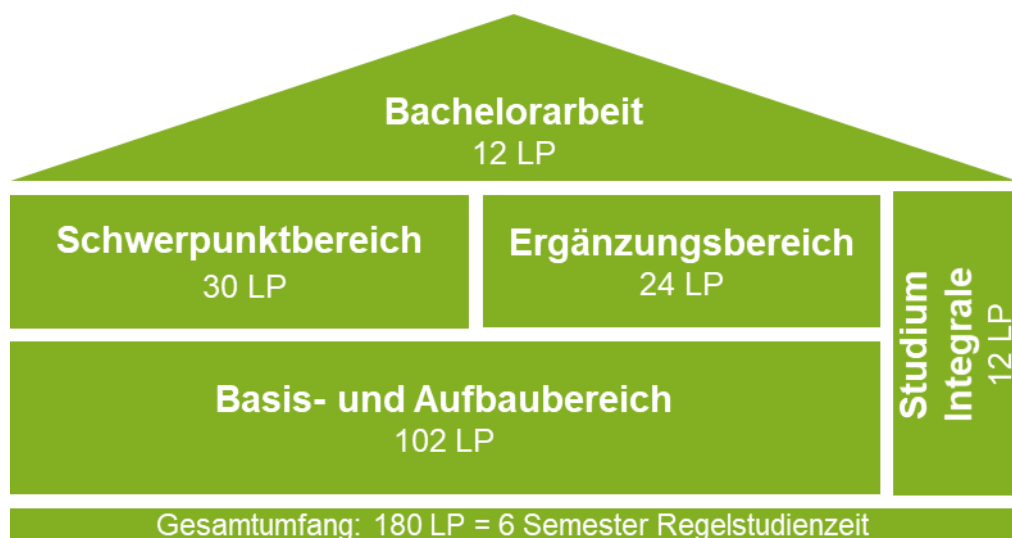 Bachelorarbeit
12 LP
Schwerpunktbereich
30 LP
Ergänzungsbereich
24 LP
Basis- und Aufbaubereich
102 LP
Studium
Integrale
12 LP
Gesamtumfang: 180 LP = 6 Semester Regelstudienzeit